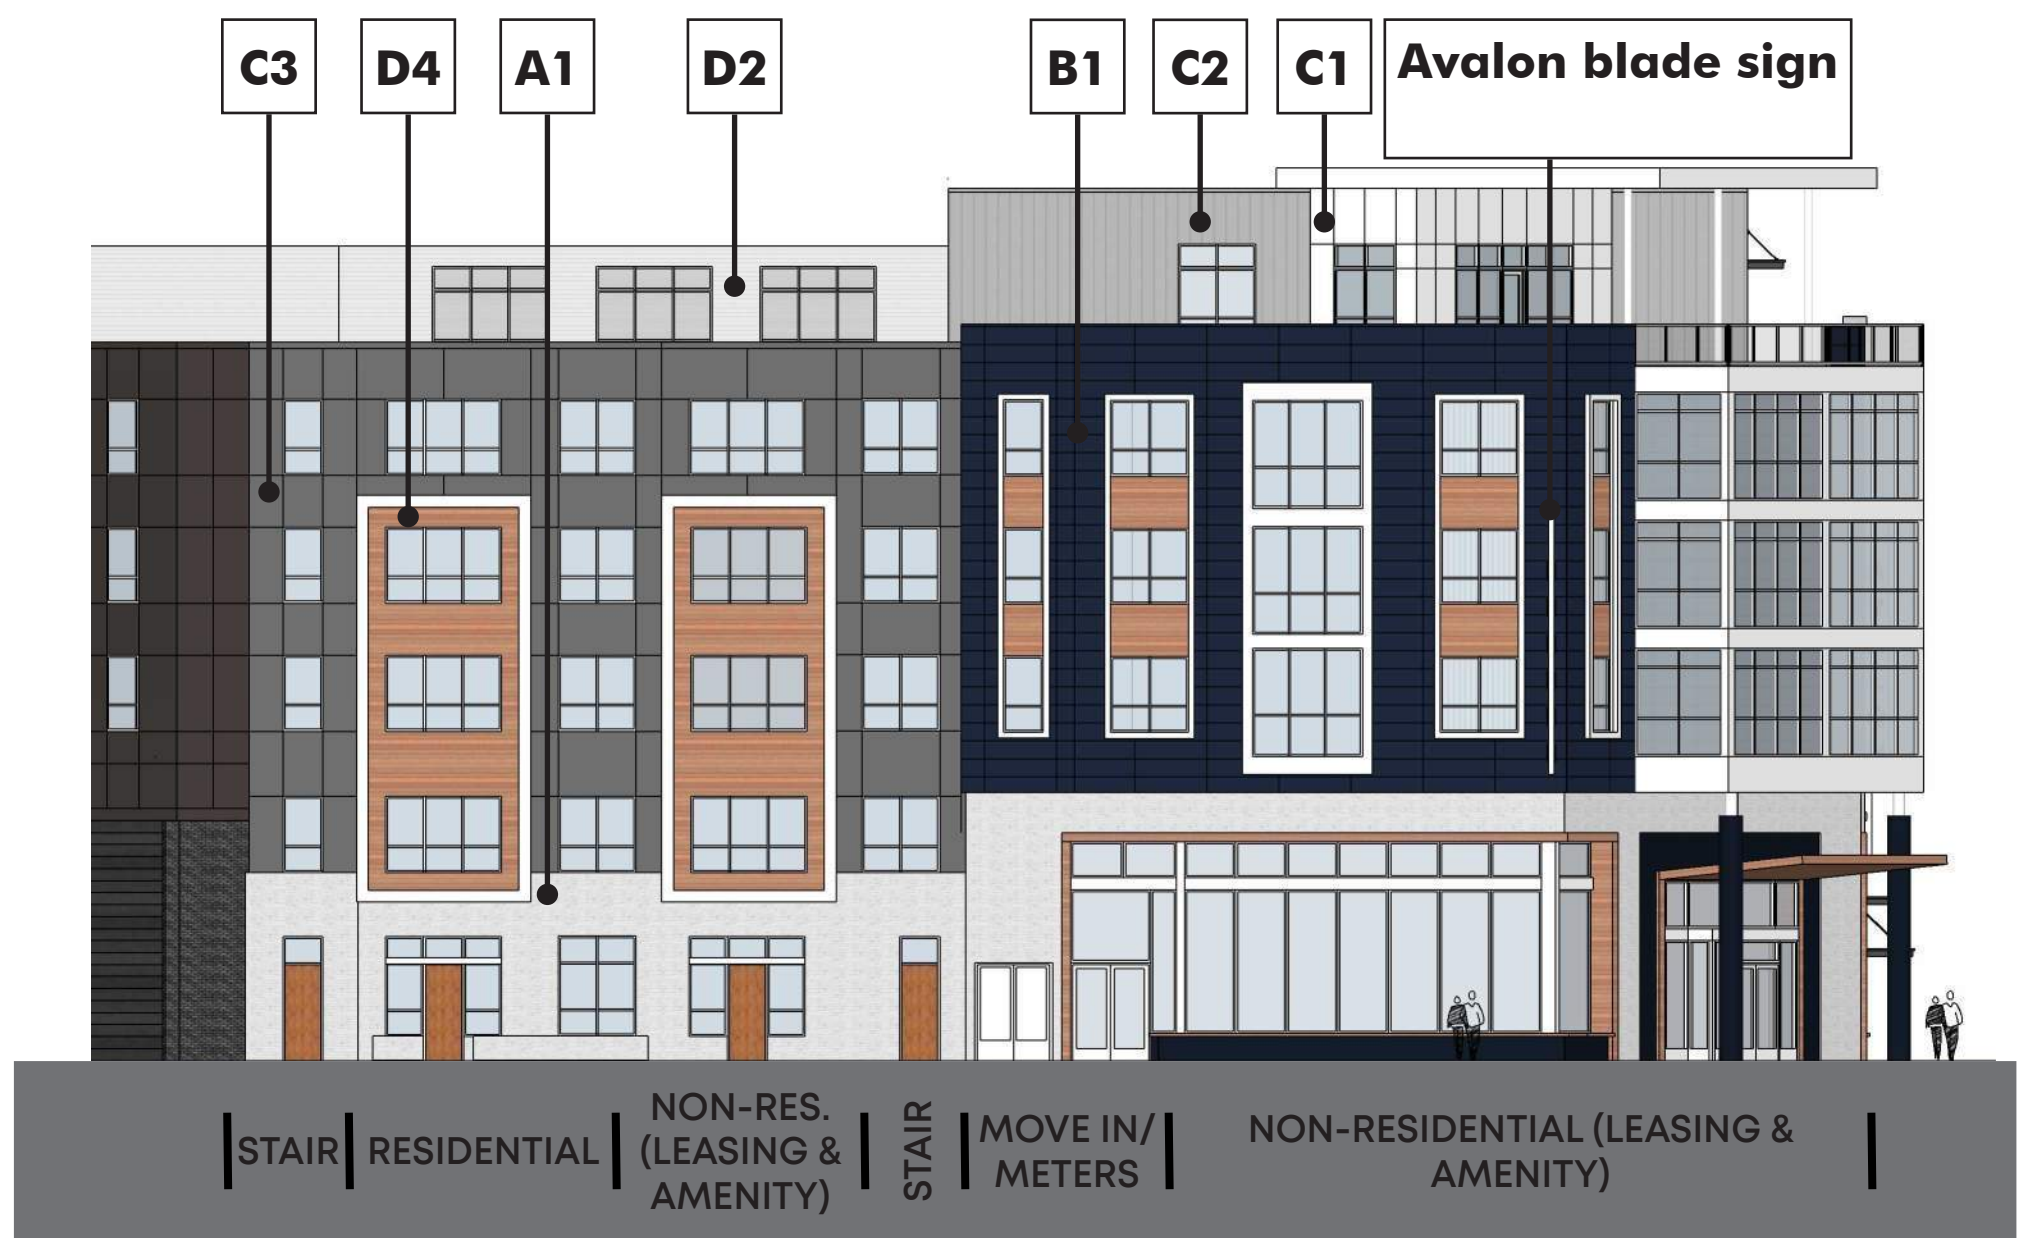 C3
D4
A1
D2
B1
C2
C1
Avalon blade sign
STAIR
RESIDENTIAL
NON-RES.
(LEASING &
AMENITY)
STAIR
MOVE IN/
METERS
NON-RESIDENTIAL (LEASING &
AMENITY)